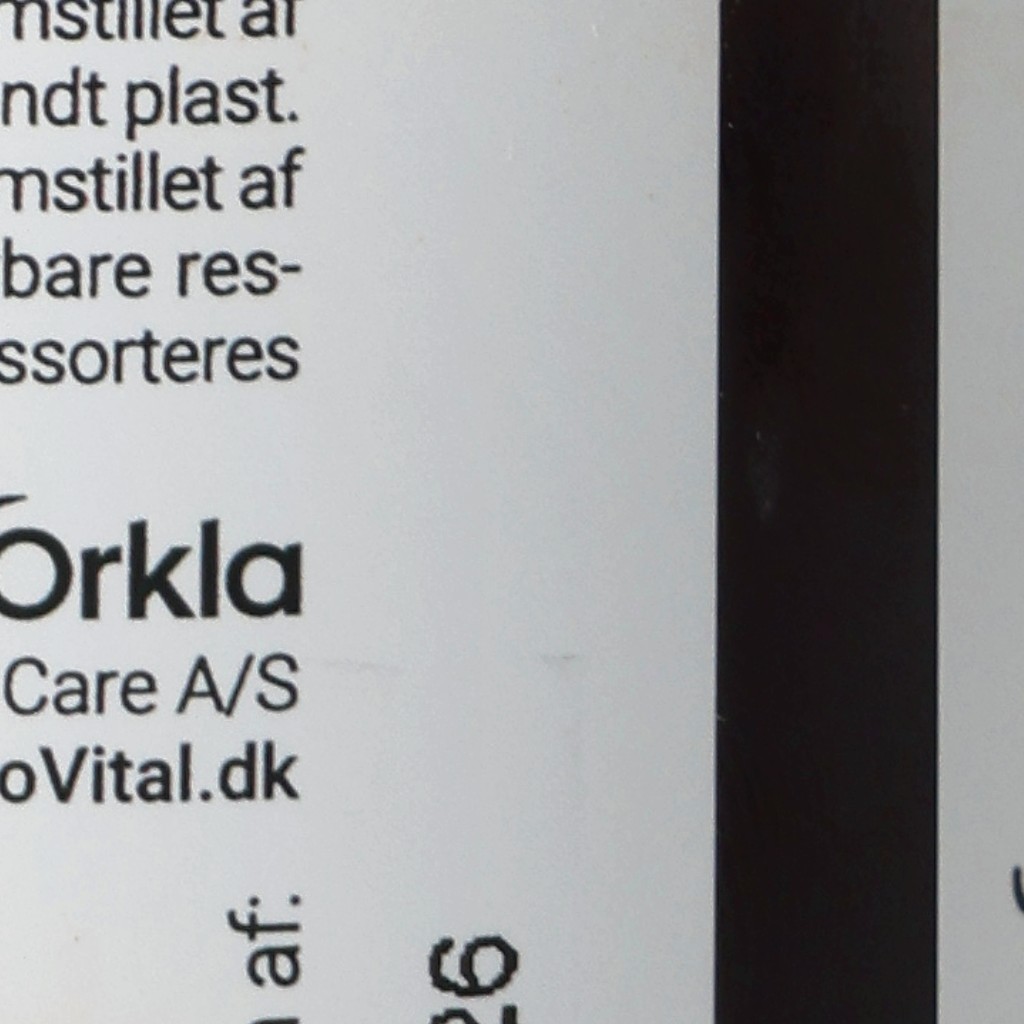 mstillet af
ndt plast.
mstillet af
bare res-
ssorteres
Orkla
Care A/S
oVital.dk
af:
26